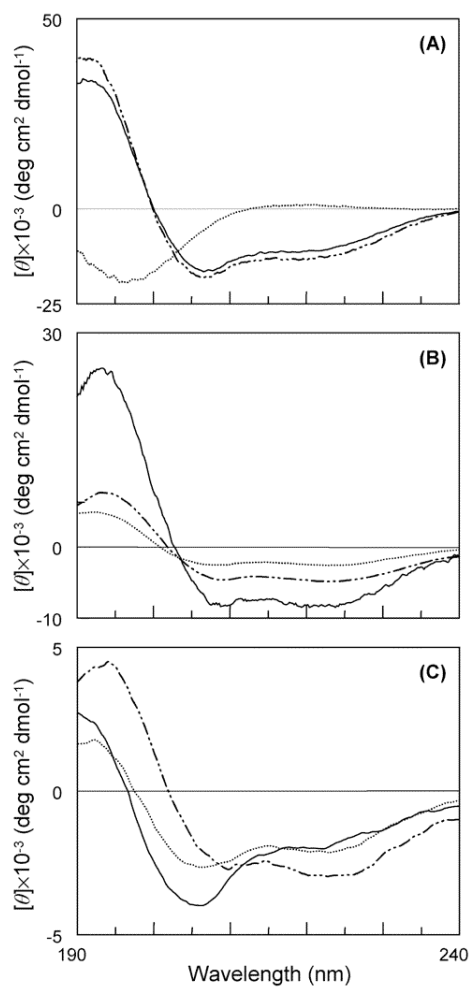 50
(A)
[θ]×10⁻³ (deg cm² dmol⁻¹)
0
-25
30
(B)
[θ]×10⁻³ (deg cm² dmol⁻¹)
0
-10
5
(C)
[θ]×10⁻³ (deg cm² dmol⁻¹)
0
-5
190
240
Wavelength (nm)